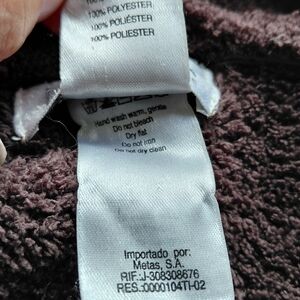 100% POLYESTER
100% POLIÉSTER
100% POLIESTER
Hand wash warm, gentle
Do not bleach
Dry flat
Do not iron
Do not dry clean
Importado por:
Metas, S.A.
RIF.:J-308308676
RES.:0000104TI-02